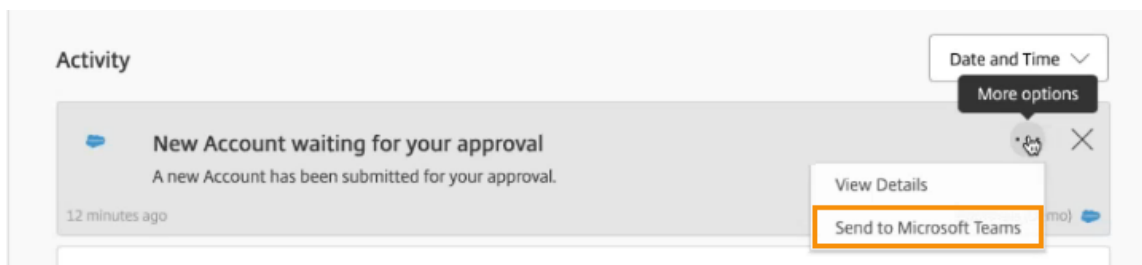 Activity
Date and Time
More options
New Account waiting for your approval
A new Account has been submitted for your approval.
View Details
12 minutes ago
mo)
Send to Microsoft Teams